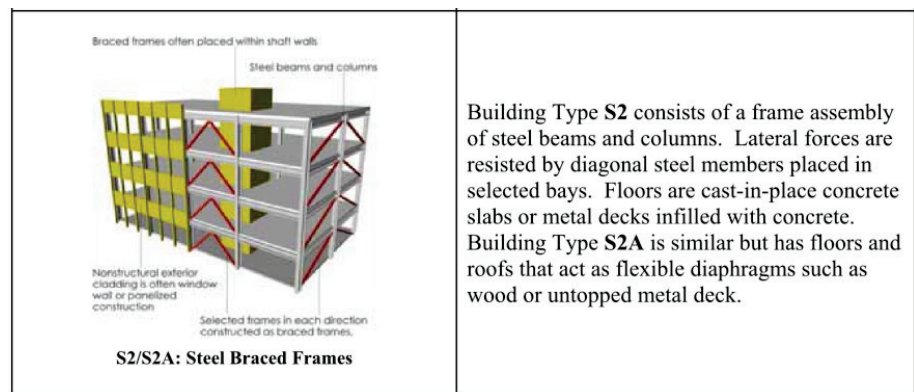 Braced frames often placed within shaft walls
Steel beams and columns
Nonstructural exterior
cladding is often window
wall or panelized
construction
Selected frames in each direction
constructed as braced frames.
S2/S2A: Steel Braced Frames
Building Type S2 consists of a frame assembly
of steel beams and columns. Lateral forces are
resisted by diagonal steel members placed in
selected bays. Floors are cast-in-place concrete
slabs or metal decks infilled with concrete.
Building Type S2A is similar but has floors and
roofs that act as flexible diaphragms such as
wood or untopped metal deck.